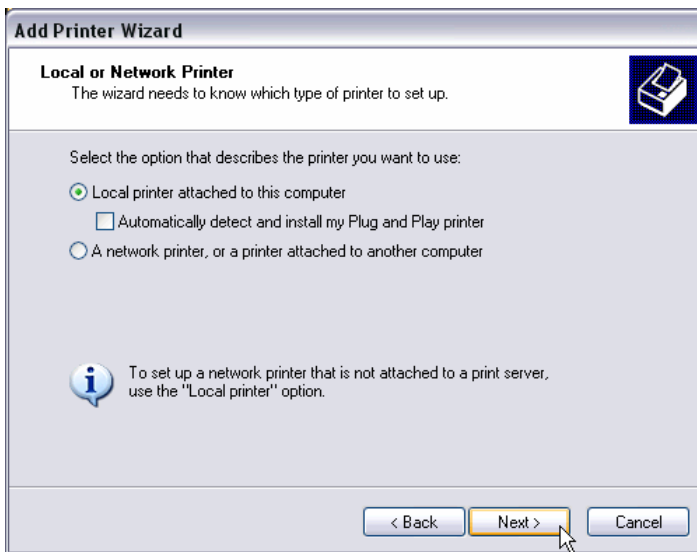 Add Printer Wizard
Local or Network Printer
The wizard needs to know which type of printer to set up.
Select the option that describes the printer you want to use:
Local printer attached to this computer
Automatically detect and install my Plug and Play printer
A network printer, or a printer attached to another computer
To set up a network printer that is not attached to a print server,
use the "Local printer" option.
< Back Next > Cancel